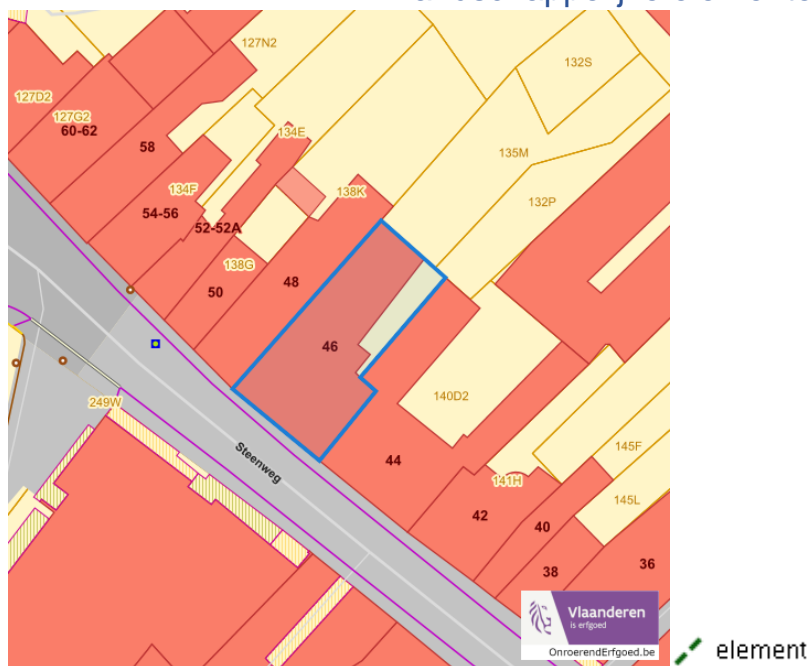 127N2
132S
127D2
127G2
60-62
134E
58
135M
134F
138K
132P
54-56
52-52A
138G
48
50
46
140D2
249W
Steenweg
44
145F
141H
145L
42
40
36
38
Vlaanderen
is erfgoed
OnroerendErfgoed.be
element